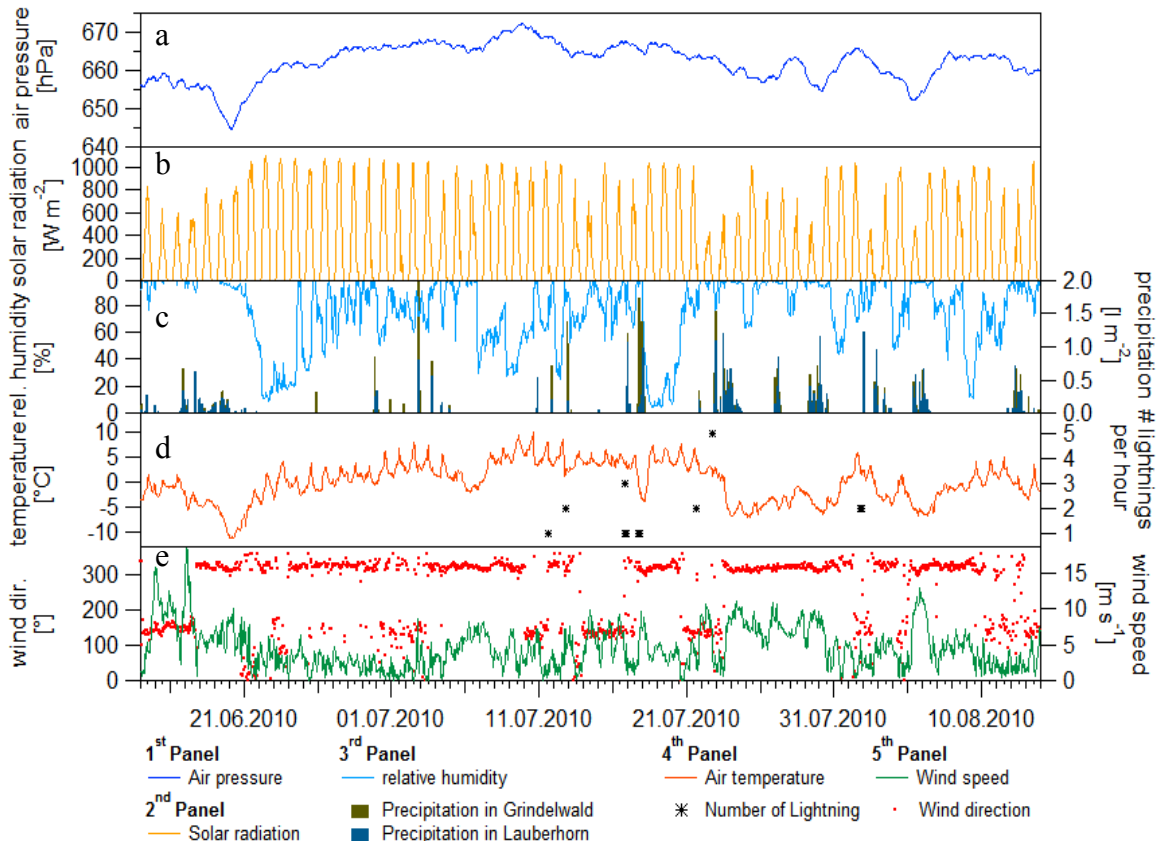 a
air pressure
[hPa]
670
660
650
640
b
solar radiation
[W m-2]
1000
800
600
400
200
0
c
rel. humidity
[%]
80
60
40
20
0
2.0
1.5
1.0
0.5
0.0
precipitation
[l m-2]
d
temperature
[°C]
10
5
0
-5
-10
5
4
3
2
1
# lightnings
per hour
e
wind dir.
[°]
300
200
100
0
15
10
5
0
wind speed
[m s-1]
21.06.2010 01.07.2010 11.07.2010 21.07.2010 31.07.2010 10.08.2010
1st Panel 3rd Panel 4th Panel 5th Panel
Air pressure relative humidity Air temperature Wind speed
2nd Panel Precipitation in Grindelwald Number of Lightning Wind direction
Solar radiation Precipitation in Lauberhorn